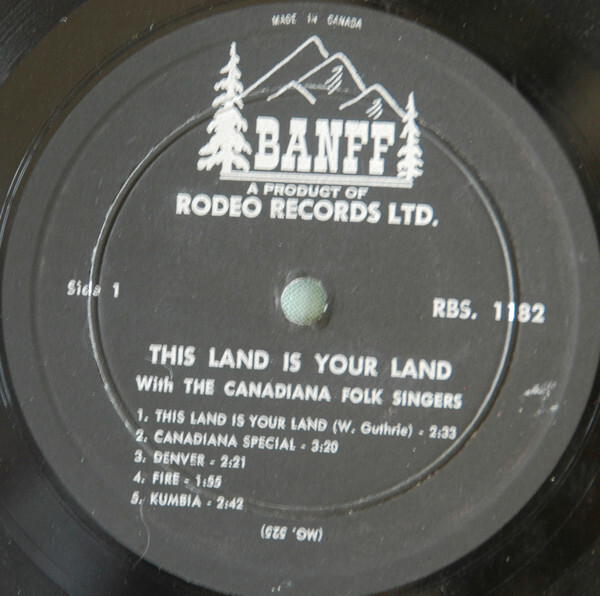 MADE IN CANADA
BANFF
A PRODUCT OF
RODEO RECORDS LTD.
Side 1
RBS. 1182
THIS LAND IS YOUR LAND
With THE CANADIANA FOLK SINGERS
1. THIS LAND IS YOUR LAND (W. Guthrie) - 2:33
2. CANADIANA SPECIAL - 3:20
3. DENVER - 2:21
4. FIRE - 1:55
5. KUMBIA - 2:42
(MG. 529)